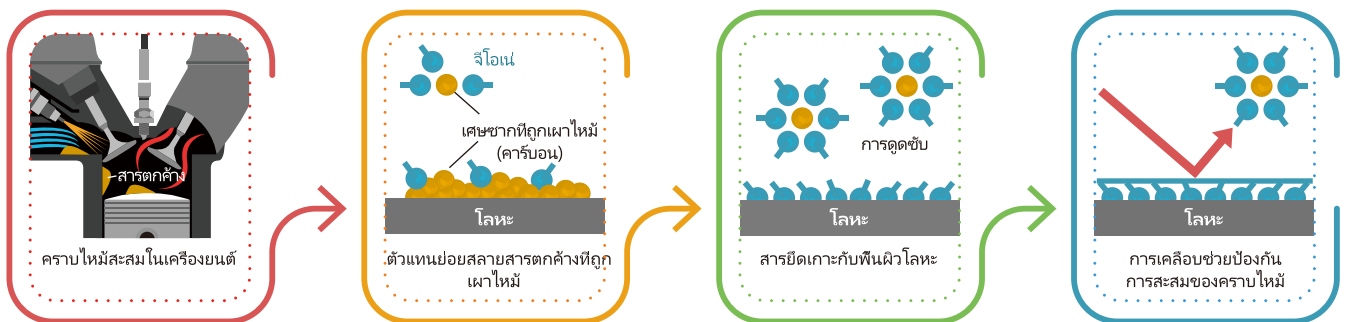 สารตกค้าง
คราบไหม้สะสมในเครื่องยนต์
จีโอเน่
เศษซากที่ถูกเผาไหม้
(คาร์บอน)
โลหะ
ตัวแทนย่อยสลายสารตกค้างที่ถูก
เผาไหม้
การดูดซับ
โลหะ
สารยึดเกาะกับพื้นผิวโลหะ
โลหะ
การเคลือบช่วยป้องกัน
การสะสมของคราบไหม้